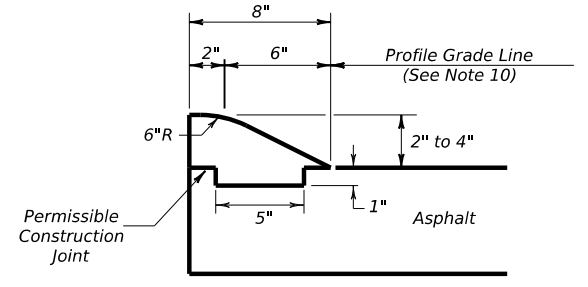 8"
2"
6"
Profile Grade Line
(See Note 10)
6"R
2" to 4"
1"
5"
Permissible
Construction
Joint
Asphalt